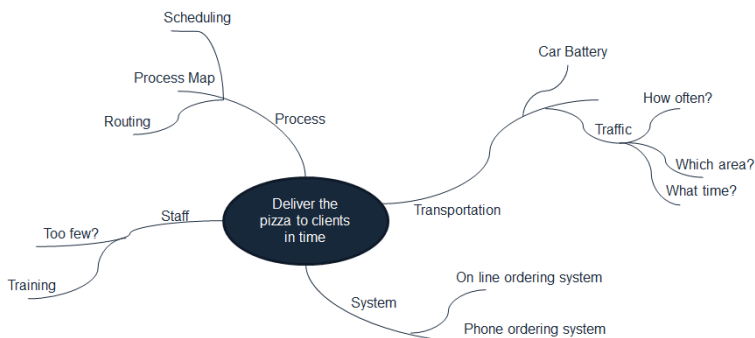 Scheduling
Process Map
Routing
Process
Car Battery
How often?
Traffic
Which area?
What time?
Transportation
Deliver the
pizza to clients
in time
Staff
Too few?
Training
System
On line ordering system
Phone ordering system